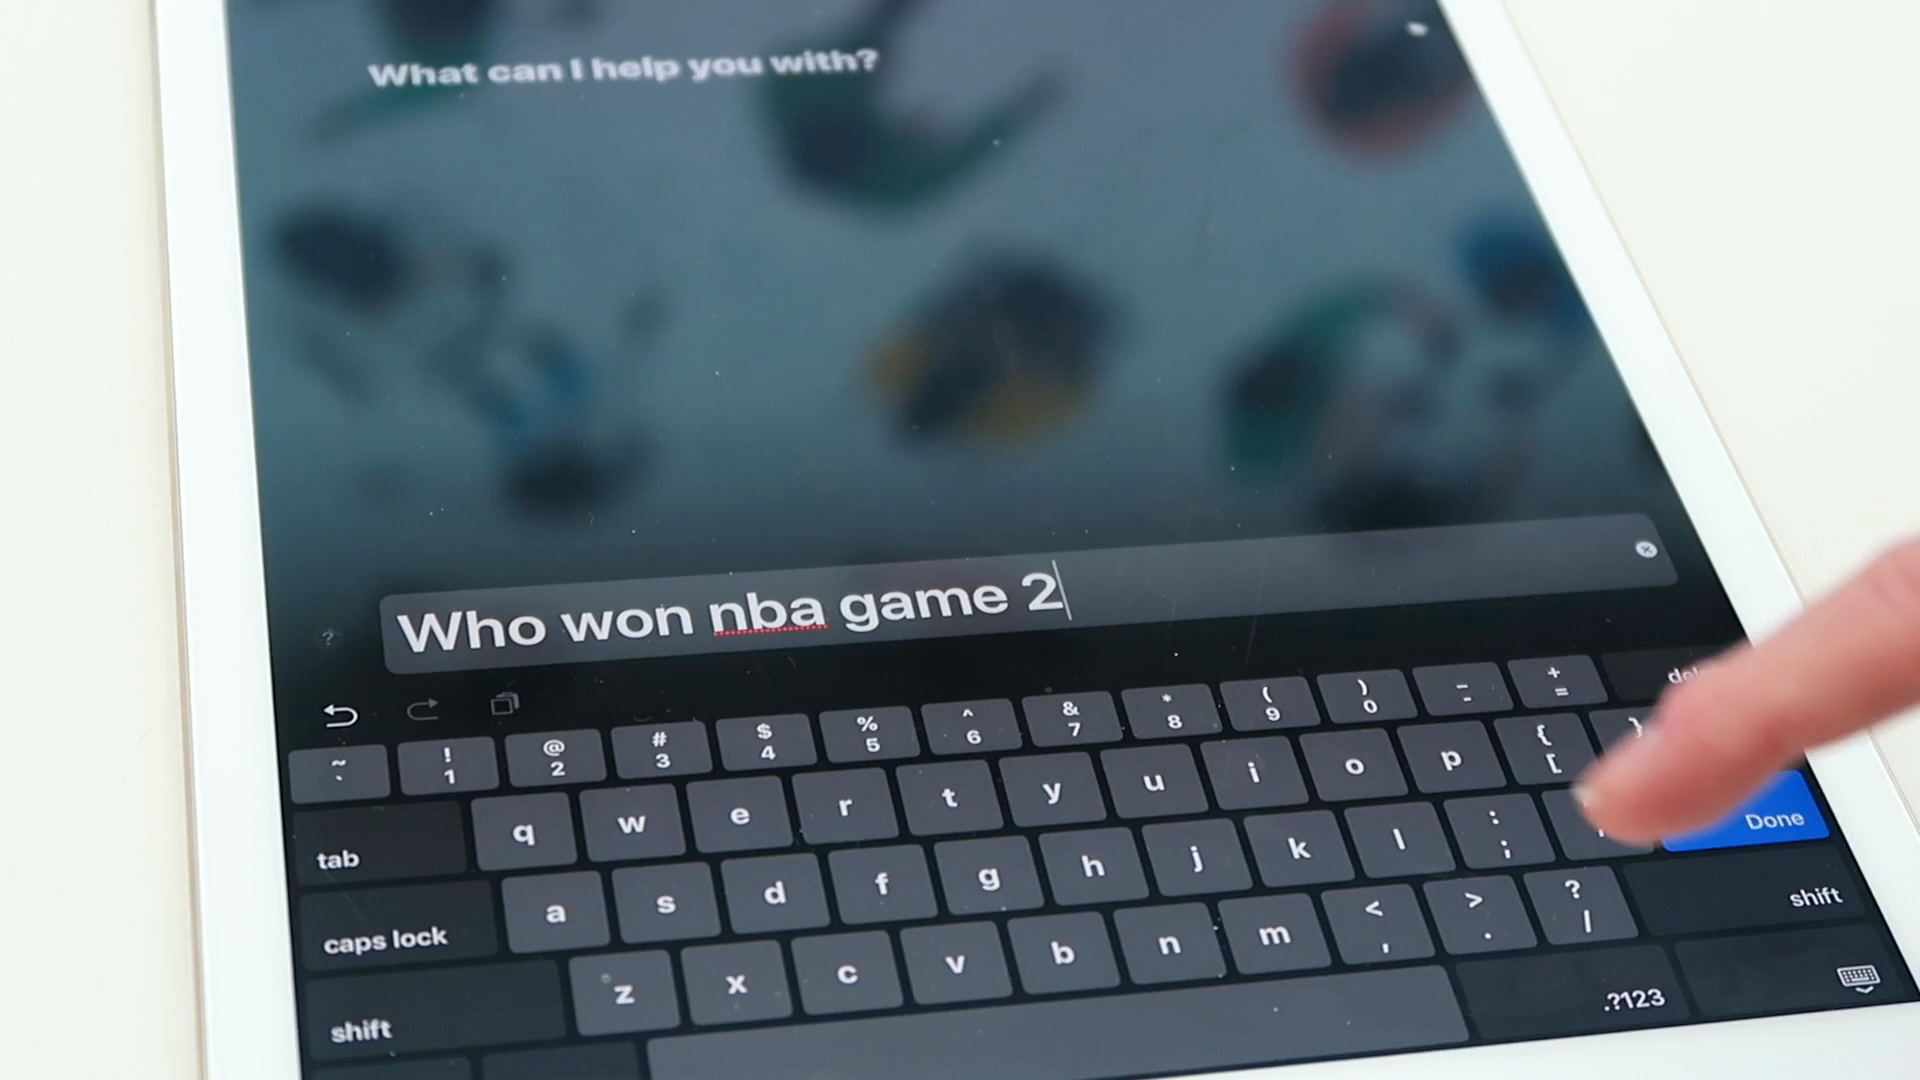 What can I help you with?
Who won nba game 2
?
~ ! @ # $ % ^ & * ( ) _ +
` 1 2 3 4 5 6 7 8 9 0 - =
tab q w e r t y u i o p { [ }
caps lock a s d f g h j k l : ; Done
shift z x c v b n m < , > . ? / shift
.?123